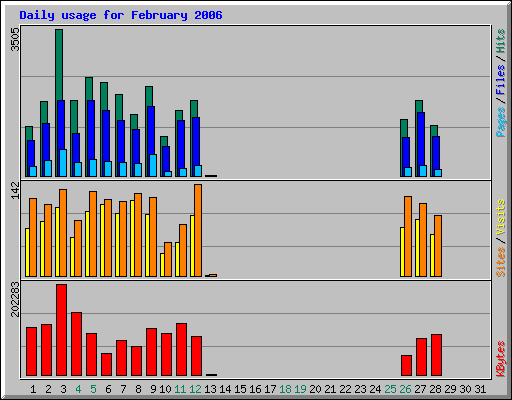 Daily usage for February 2006
3505
Pages / Files / Hits
142
Sites / Visits
202283
KBytes
1 2 3 4 5 6 7 8 9 10 11 12 13 14 15 16 17 18 19 20 21 22 23 24 25 26 27 28 29 30 31